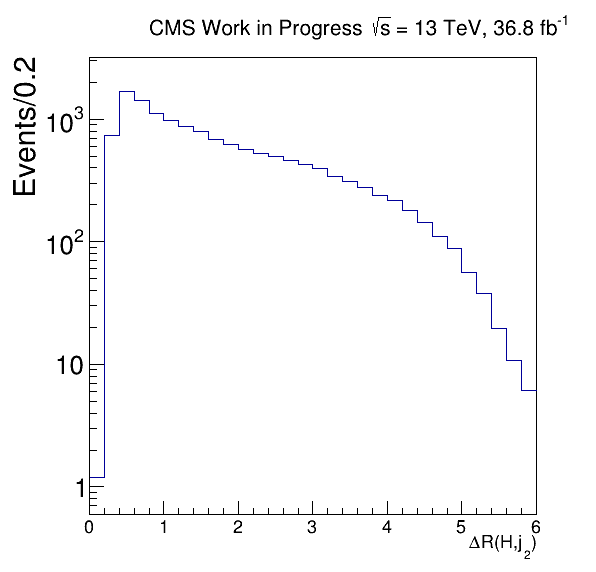 CMS Work in Progress √s = 13 TeV, 36.8 fb⁻¹
Events/0.2
10³
10²
10
1
0 1 2 3 4 5 6
ΔR(H,j₂)